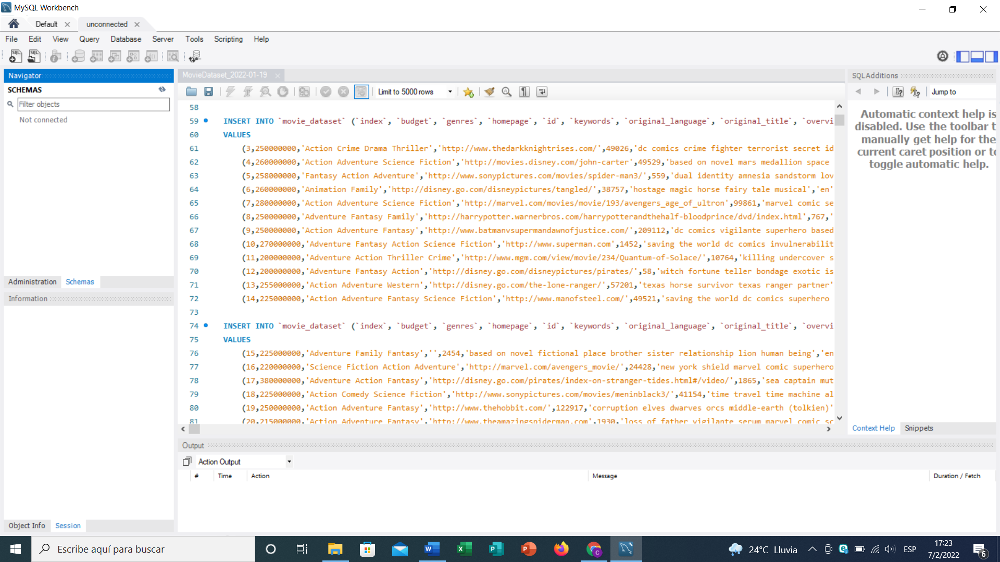 MySQL Workbench
Default
unconnected
File Edit View Query Database Server Tools Scripting Help
Navigator
SCHEMAS
Filter objects
Not connected
Administration Schemas
Information
Object Info Session
MovieDataset_2022-01-19
Limit to 5000 rows
58
59 INSERT INTO `movie_dataset` (`index`, `budget`, `genres`, `homepage`, `id`, `keywords`, `original_language`, `original_title`, `overvi
60 VALUES
61 (3,250000000,'Action Crime Drama Thriller','http://www.thedarkknightrises.com/',49026,'dc comics crime fighter terrorist secret id
62 (4,260000000,'Action Adventure Science Fiction','http://movies.disney.com/john-carter',49529,'based on novel mars medallion space
63 (5,258000000,'Fantasy Action Adventure','http://www.sonypictures.com/movies/spider-man3/',559,'dual identity amnesia sandstorm lov
64 (6,260000000,'Animation Family','http://disney.go.com/disneypictures/tangled/',38757,'hostage magic horse fairy tale musical','en'
65 (7,280000000,'Action Adventure Science Fiction','http://marvel.com/movies/movie/193/avengers_age_of_ultron',99861,'marvel comic se
66 (8,250000000,'Adventure Fantasy Family','http://harrypotter.warnerbros.com/harrypotterandthehalf-bloodprince/dvd/index.html',767,'
67 (9,250000000,'Action Adventure Fantasy','http://www.batmanvsupermandawnofjustice.com/',209112,'dc comics vigilante superhero based
68 (10,270000000,'Adventure Fantasy Action Science Fiction','http://www.superman.com',1452,'saving the world dc comics invulnerabilit
69 (11,200000000,'Adventure Action Thriller Crime','http://www.mgm.com/view/movie/234/Quantum-of-Solace/',10764,'killing undercover s
70 (12,200000000,'Adventure Fantasy Action','http://disney.go.com/disneypictures/pirates/',58,'witch fortune teller bondage exotic is
71 (13,255000000,'Action Adventure Western','http://disney.go.com/the-lone-ranger/',57201,'texas horse survivor texas ranger partner'
72 (14,225000000,'Action Adventure Fantasy Science Fiction','http://www.manofsteel.com/',49521,'saving the world dc comics superhero
73
74 INSERT INTO `movie_dataset` (`index`, `budget`, `genres`, `homepage`, `id`, `keywords`, `original_language`, `original_title`, `overvi
75 VALUES
76 (15,225000000,'Adventure Family Fantasy','',2454,'based on novel fictional place brother sister relationship lion human being','en
77 (16,220000000,'Science Fiction Action Adventure','http://marvel.com/avengers_movie/',24428,'new york shield marvel comic superhero
78 (17,380000000,'Adventure Action Fantasy','http://disney.go.com/pirates/index-on-stranger-tides.html#/video/',1865,'sea captain mut
79 (18,225000000,'Action Comedy Science Fiction','http://www.sonypictures.com/movies/meninblack3/',41154,'time travel time machine al
80 (19,250000000,'Action Adventure Fantasy','http://www.thehobbit.com/',122917,'corruption elves dwarves orcs middle-earth (tolkien)'
81 (20,215000000,'Action Adventure Fantasy','http://www.theamazingspiderman.com',1930,'loss of father vigilante serum marvel comic sc
SQLAdditions
Jump to
Automatic context help is
disabled. Use the toolbar t
manually get help for the
current caret position or to
toggle automatic help.
Context Help Snippets
Output
Action Output
# Time Action Message Duration / Fetch
Escribe aquí para buscar
24°C Lluvia
ESP
17:23
7/2/2022
6